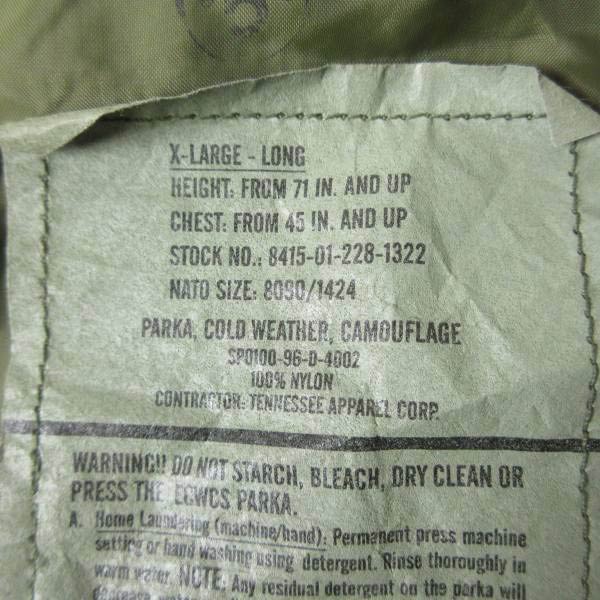 X-LARGE - LONG
HEIGHT: FROM 71 IN. AND UP
CHEST: FROM 45 IN. AND UP
STOCK NO.: 8415-01-228-1322
NATO SIZE: 8090/1424
PARKA, COLD WEATHER, CAMOUFLAGE
SPO100-96-D-4002
100% NYLON
CONTRACTOR: TENNESSEE APPAREL CORP.
WARNING!! DO NOT STARCH, BLEACH, DRY CLEAN OR
PRESS THE ECWCS PARKA.
A. Home Laundering (machine/hand): Permanent press machine
setting or hand washing using detergent. Rinse thoroughly in
warm water. NOTE: Any residual detergent on the parka will